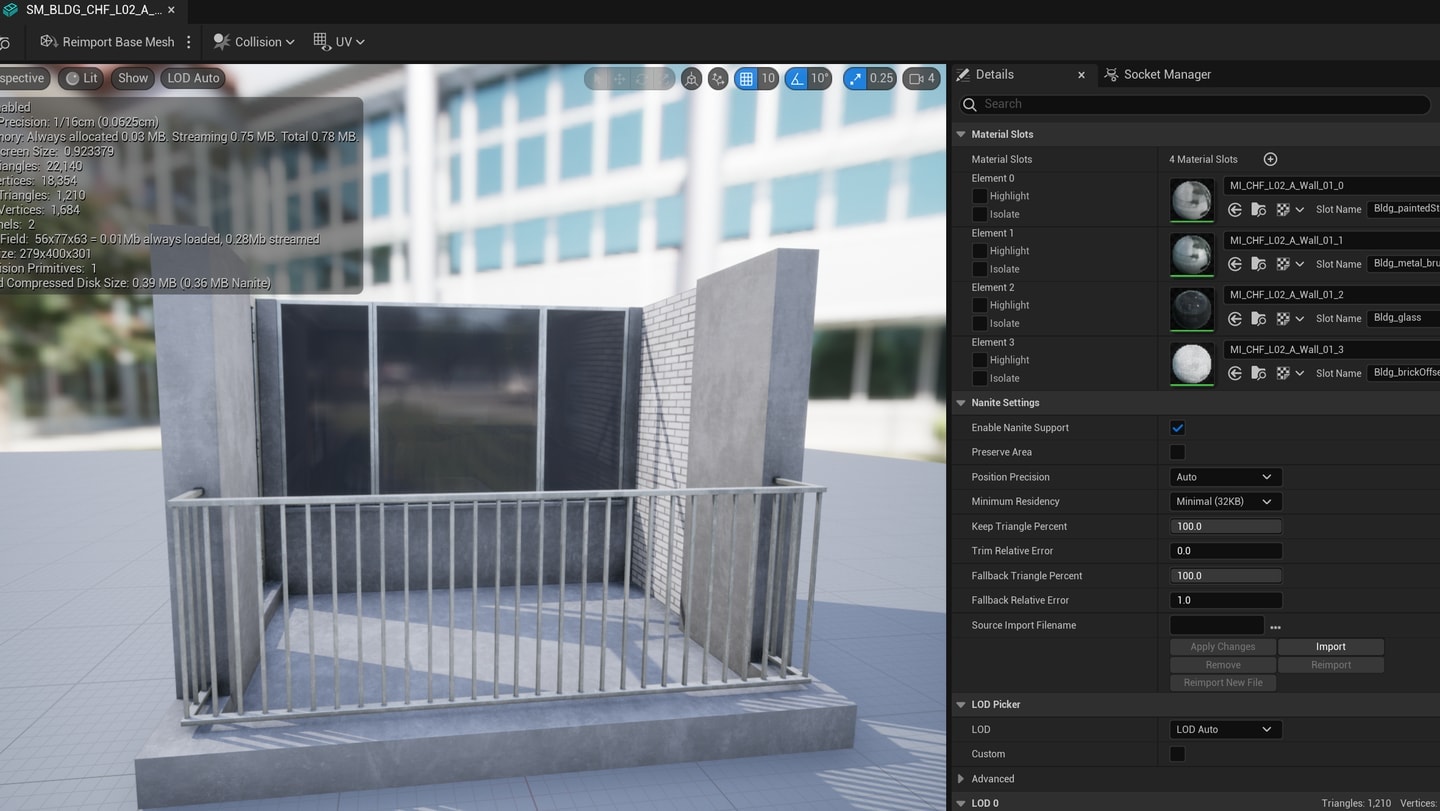 SM_BLDG_CHF_L02_A_...
Reimport Base Mesh
Collision
UV
spective
Lit
Show
LOD Auto
10
10°
0.25
4
abled
Precision: 1/16cm (0.0625cm)
ory: Always allocated 0.03 MB. Streaming 0.75 MB. Total 0.78 MB.
creen Size: 0.923379
iangles: 22,140
ertices: 18,354
Triangles: 1,210
Vertices: 1,684
nels: 2
Field: 56x77x63 = 0.01Mb always loaded, 0.28Mb streamed
ze: 279x400x301
ision Primitives: 1
d Compressed Disk Size: 0.39 MB (0.36 MB Nanite)
Details
Socket Manager
Search
Material Slots
Material Slots 4 Material Slots
Element 0
Highlight
Isolate
MI_CHF_L02_A_Wall_01_0
Slot Name Bldg_paintedSt
Element 1
Highlight
Isolate
MI_CHF_L02_A_Wall_01_1
Slot Name Bldg_metal_bru
Element 2
Highlight
Isolate
MI_CHF_L02_A_Wall_01_2
Slot Name Bldg_glass
Element 3
Highlight
Isolate
MI_CHF_L02_A_Wall_01_3
Slot Name Bldg_brickOffse
Nanite Settings
Enable Nanite Support
Preserve Area
Position Precision Auto
Minimum Residency Minimal (32KB)
Keep Triangle Percent 100.0
Trim Relative Error 0.0
Fallback Triangle Percent 100.0
Fallback Relative Error 1.0
Source Import Filename
Apply Changes Import
Remove Reimport
Reimport New File
LOD Picker
LOD LOD Auto
Custom
Advanced
LOD 0 Triangles: 1,210 Vertices: